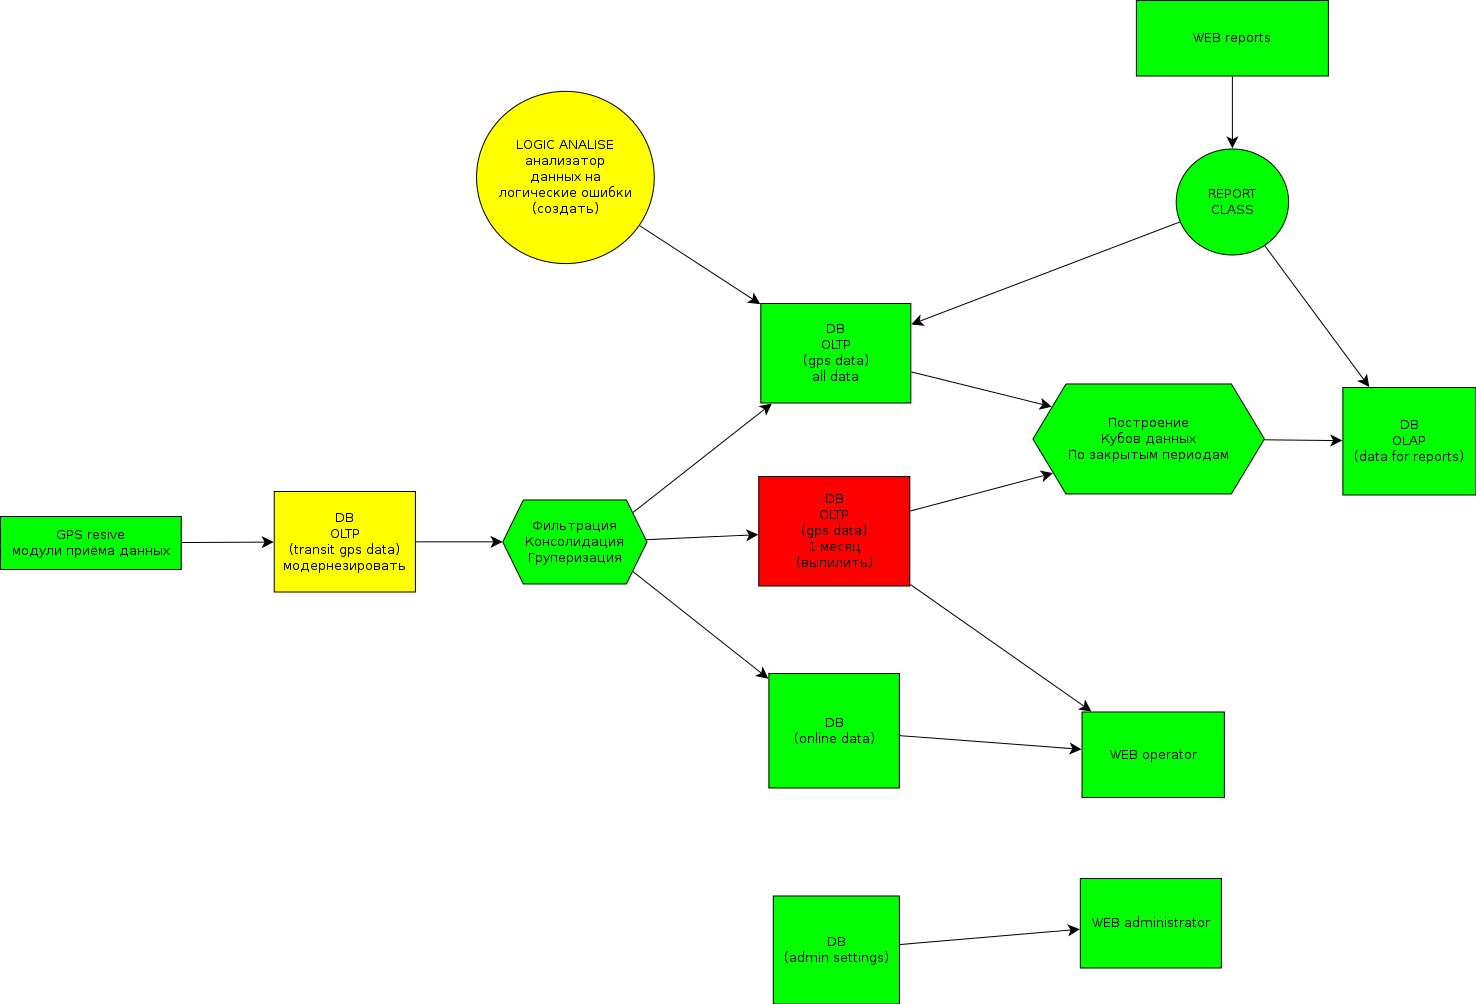 WEB reports
LOGIC ANALISE
анализатор
данных на
логические ошибки
(создать)
REPORT
CLASS
DB
OLTP
(gps data)
all data
Построение
Кубов данных
По закрытым периодам
DB
OLAP
(data for reports)
GPS resive
модули приёма данных
DB
OLTP
(transit gps data)
модернезировать
Фильтрация
Консолидация
Груперизация
DB
OLTP
(gps data)
1 месяц
(выпилить)
DB
(online data)
WEB operator
DB
(admin settings)
WEB administrator